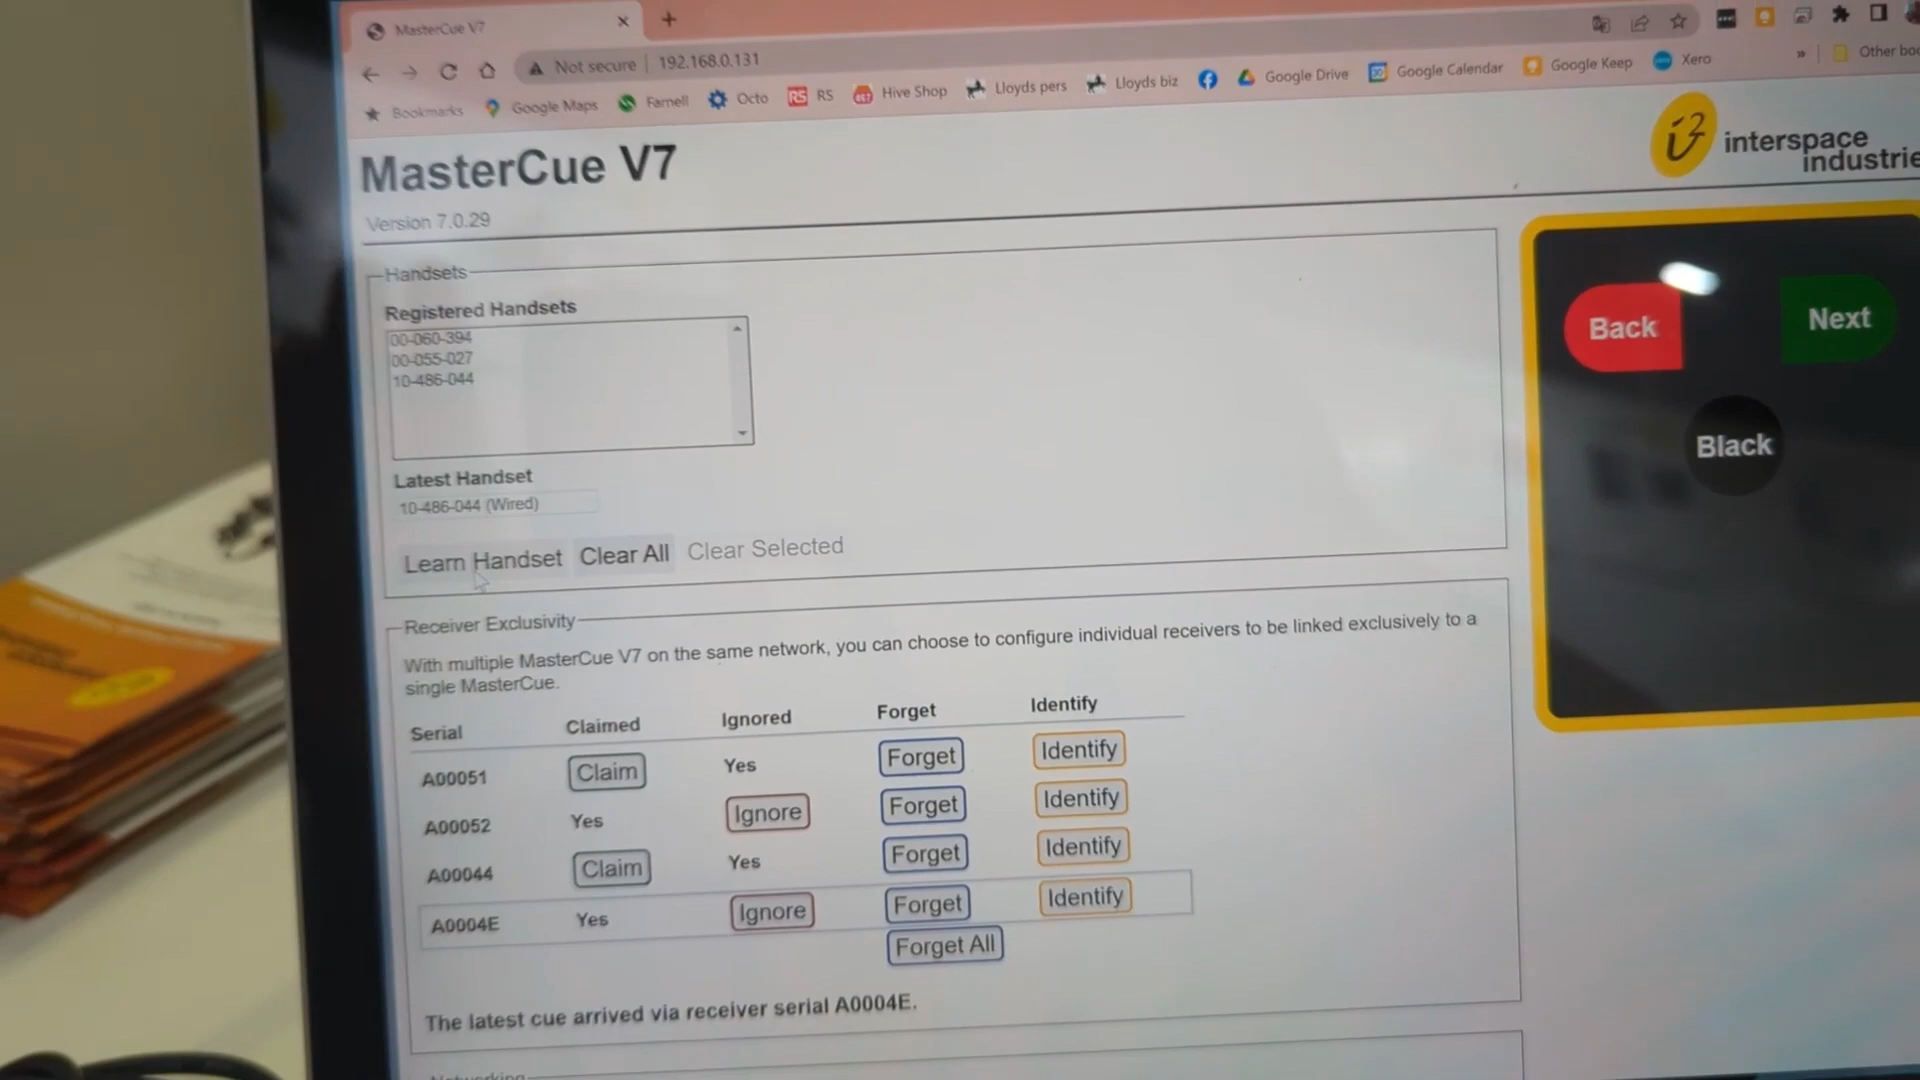 MasterCue V7
Not secure | 192.168.0.131
Bookmarks Google Maps Farnell Octo RS RS Hive Shop Lloyds pers Lloyds biz Google Drive Google Calendar Google Keep Xero » Other boo
MasterCue V7
Version 7.0.29
i2 interspace
industrie
Handsets
Registered Handsets
00-060-394
00-055-027
10-486-044
Latest Handset
10-486-044 (Wired)
Learn Handset Clear All Clear Selected
Back Next
Black
Receiver Exclusivity
With multiple MasterCue V7 on the same network, you can choose to configure individual receivers to be linked exclusively to a
single MasterCue.
Serial Claimed Ignored Forget Identify
A00051 Claim Yes Forget Identify
A00052 Yes Ignore Forget Identify
A00044 Claim Yes Forget Identify
A0004E Yes Ignore Forget Identify
Forget All
The latest cue arrived via receiver serial A0004E.
Networking